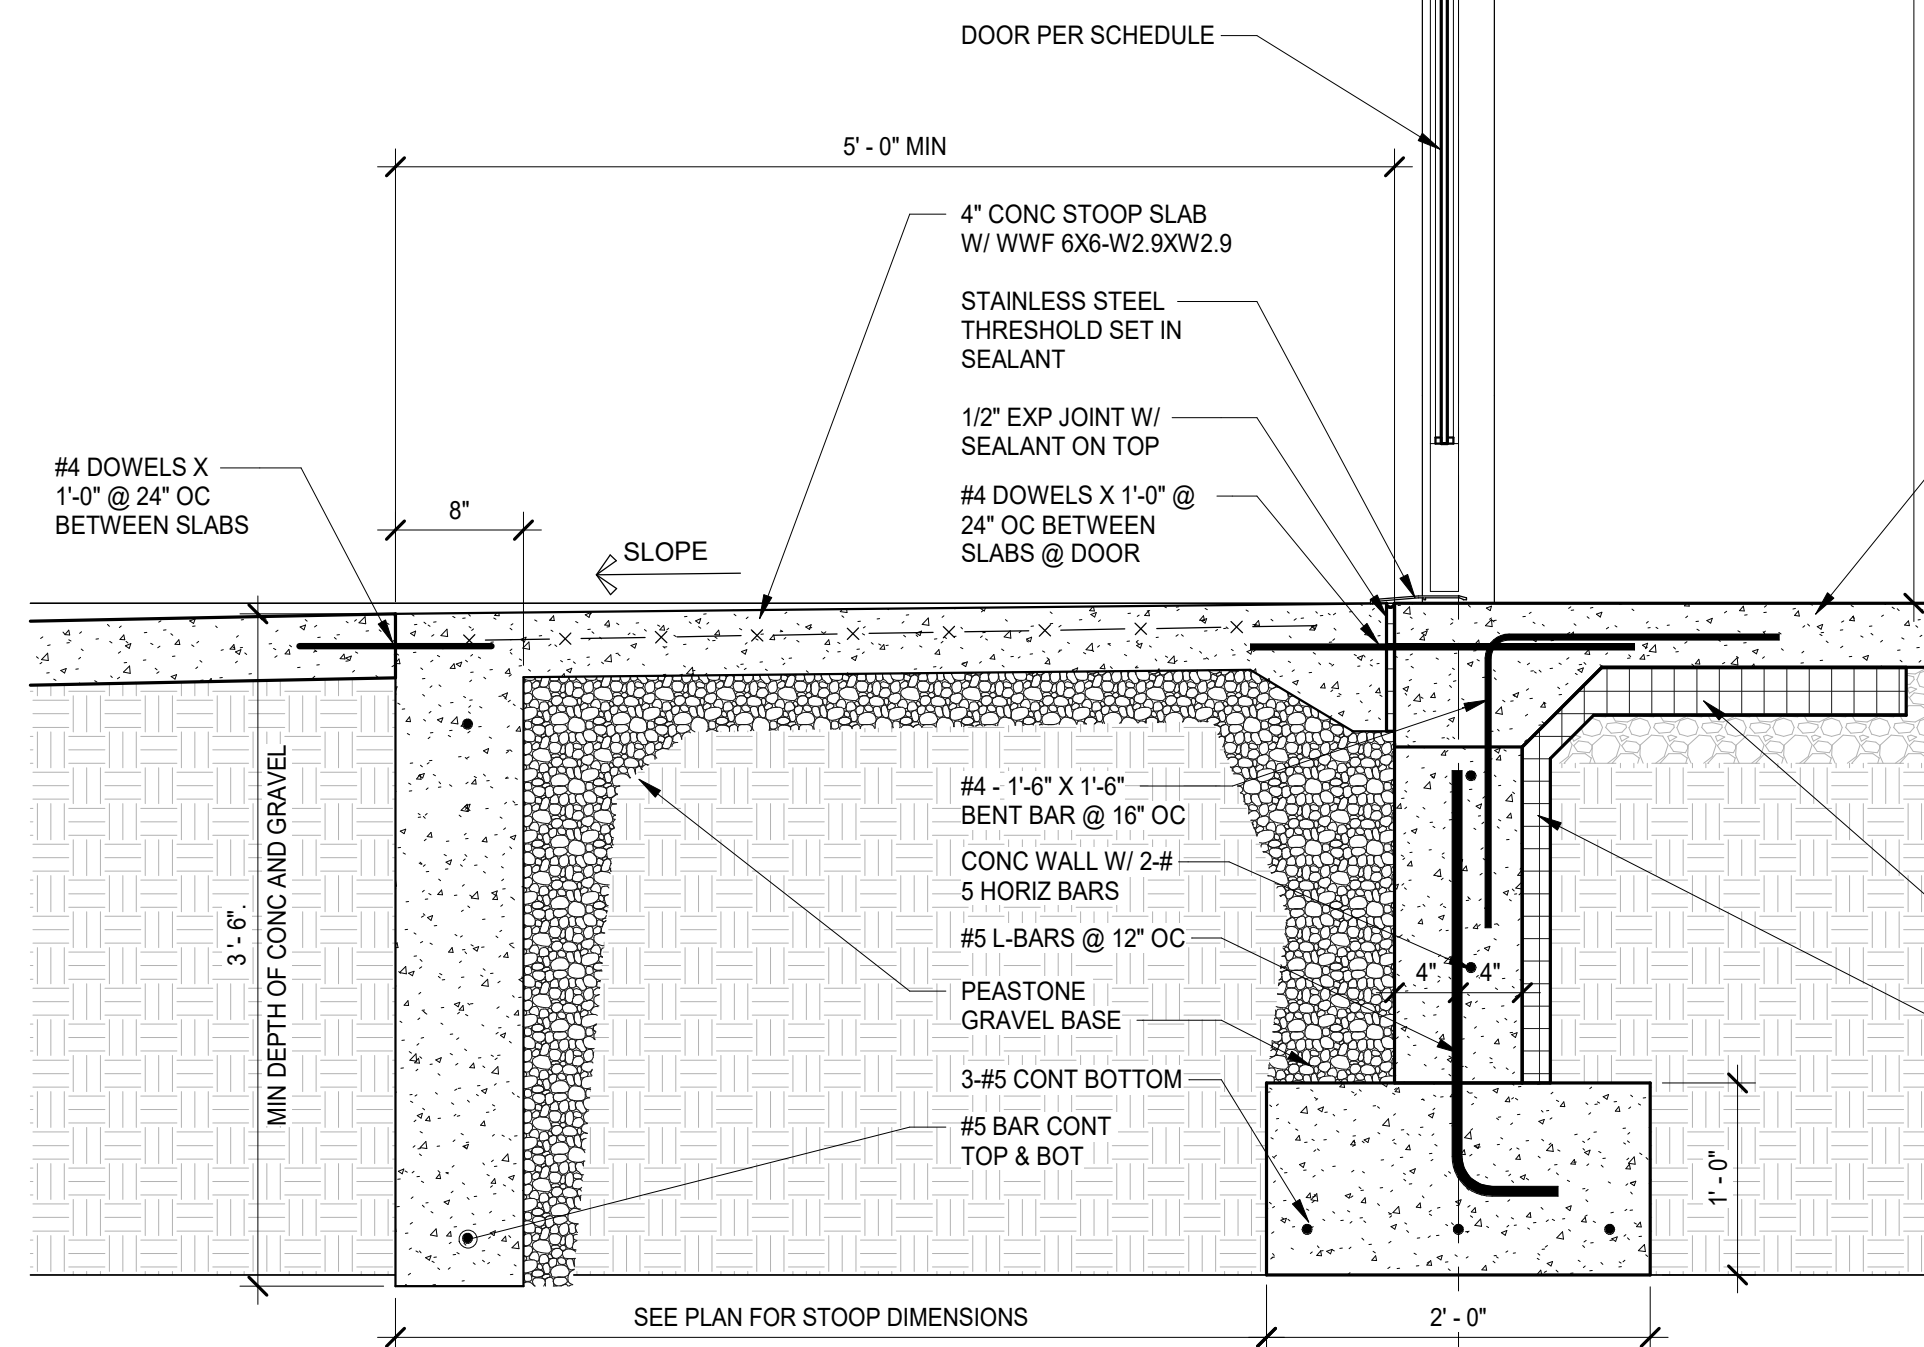 DOOR PER SCHEDULE
5' - 0" MIN
4" CONC STOOP SLAB
W/ WWF 6X6-W2.9XW2.9
STAINLESS STEEL
THRESHOLD SET IN
SEALANT
1/2" EXP JOINT W/
SEALANT ON TOP
#4 DOWELS X
1'-0" @ 24" OC
BETWEEN SLABS
8"
#4 DOWELS X 1'-0" @
24" OC BETWEEN
SLABS @ DOOR
SLOPE
#4 - 1'-6" X 1'-6"
BENT BAR @ 16" OC
CONC WALL W/ 2-#
5 HORIZ BARS
#5 L-BARS @ 12" OC
4"
4"
3' - 6".
MIN DEPTH OF CONC AND GRAVEL
PEASTONE
GRAVEL BASE
3-#5 CONT BOTTOM
#5 BAR CONT
TOP & BOT
1' - 0"
SEE PLAN FOR STOOP DIMENSIONS
2' - 0"